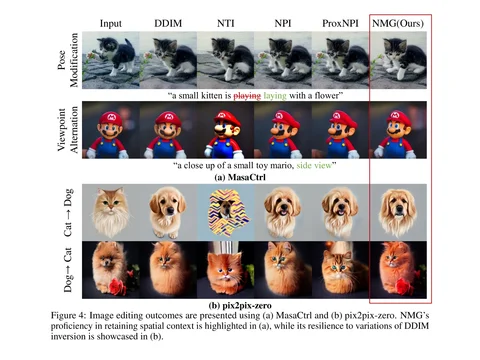 Input DDIM NTI NPI ProxNPI NMG(Ours)
Pose
Modification
"a small kitten is playing laying with a flower"
Viewpoint
Alternation
"a close up of a small toy mario, side view"
(a) MasaCtrl
Cat → Dog
Dog→ Cat
(b) pix2pix-zero
Figure 4: Image editing outcomes are presented using (a) MasaCtrl and (b) pix2pix-zero. NMG's
proficiency in retaining spatial context is highlighted in (a), while its resilience to variations of DDIM
inversion is showcased in (b).